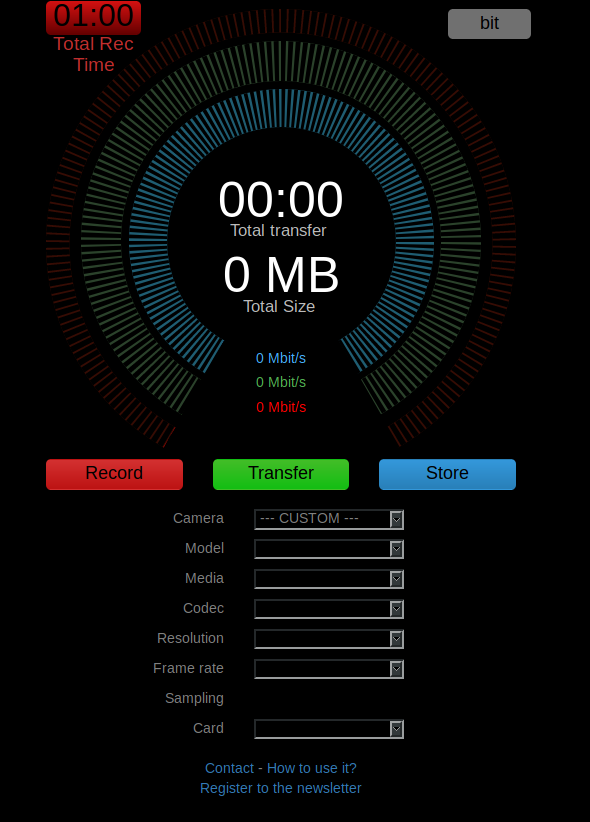 01:00
Total Rec
Time
bit
00:00
Total transfer
0 MB
Total Size
0 Mbit/s
0 Mbit/s
0 Mbit/s
Record Transfer Store
Camera --- CUSTOM ---
Model
Media
Codec
Resolution
Frame rate
Sampling
Card
Contact - How to use it?
Register to the newsletter